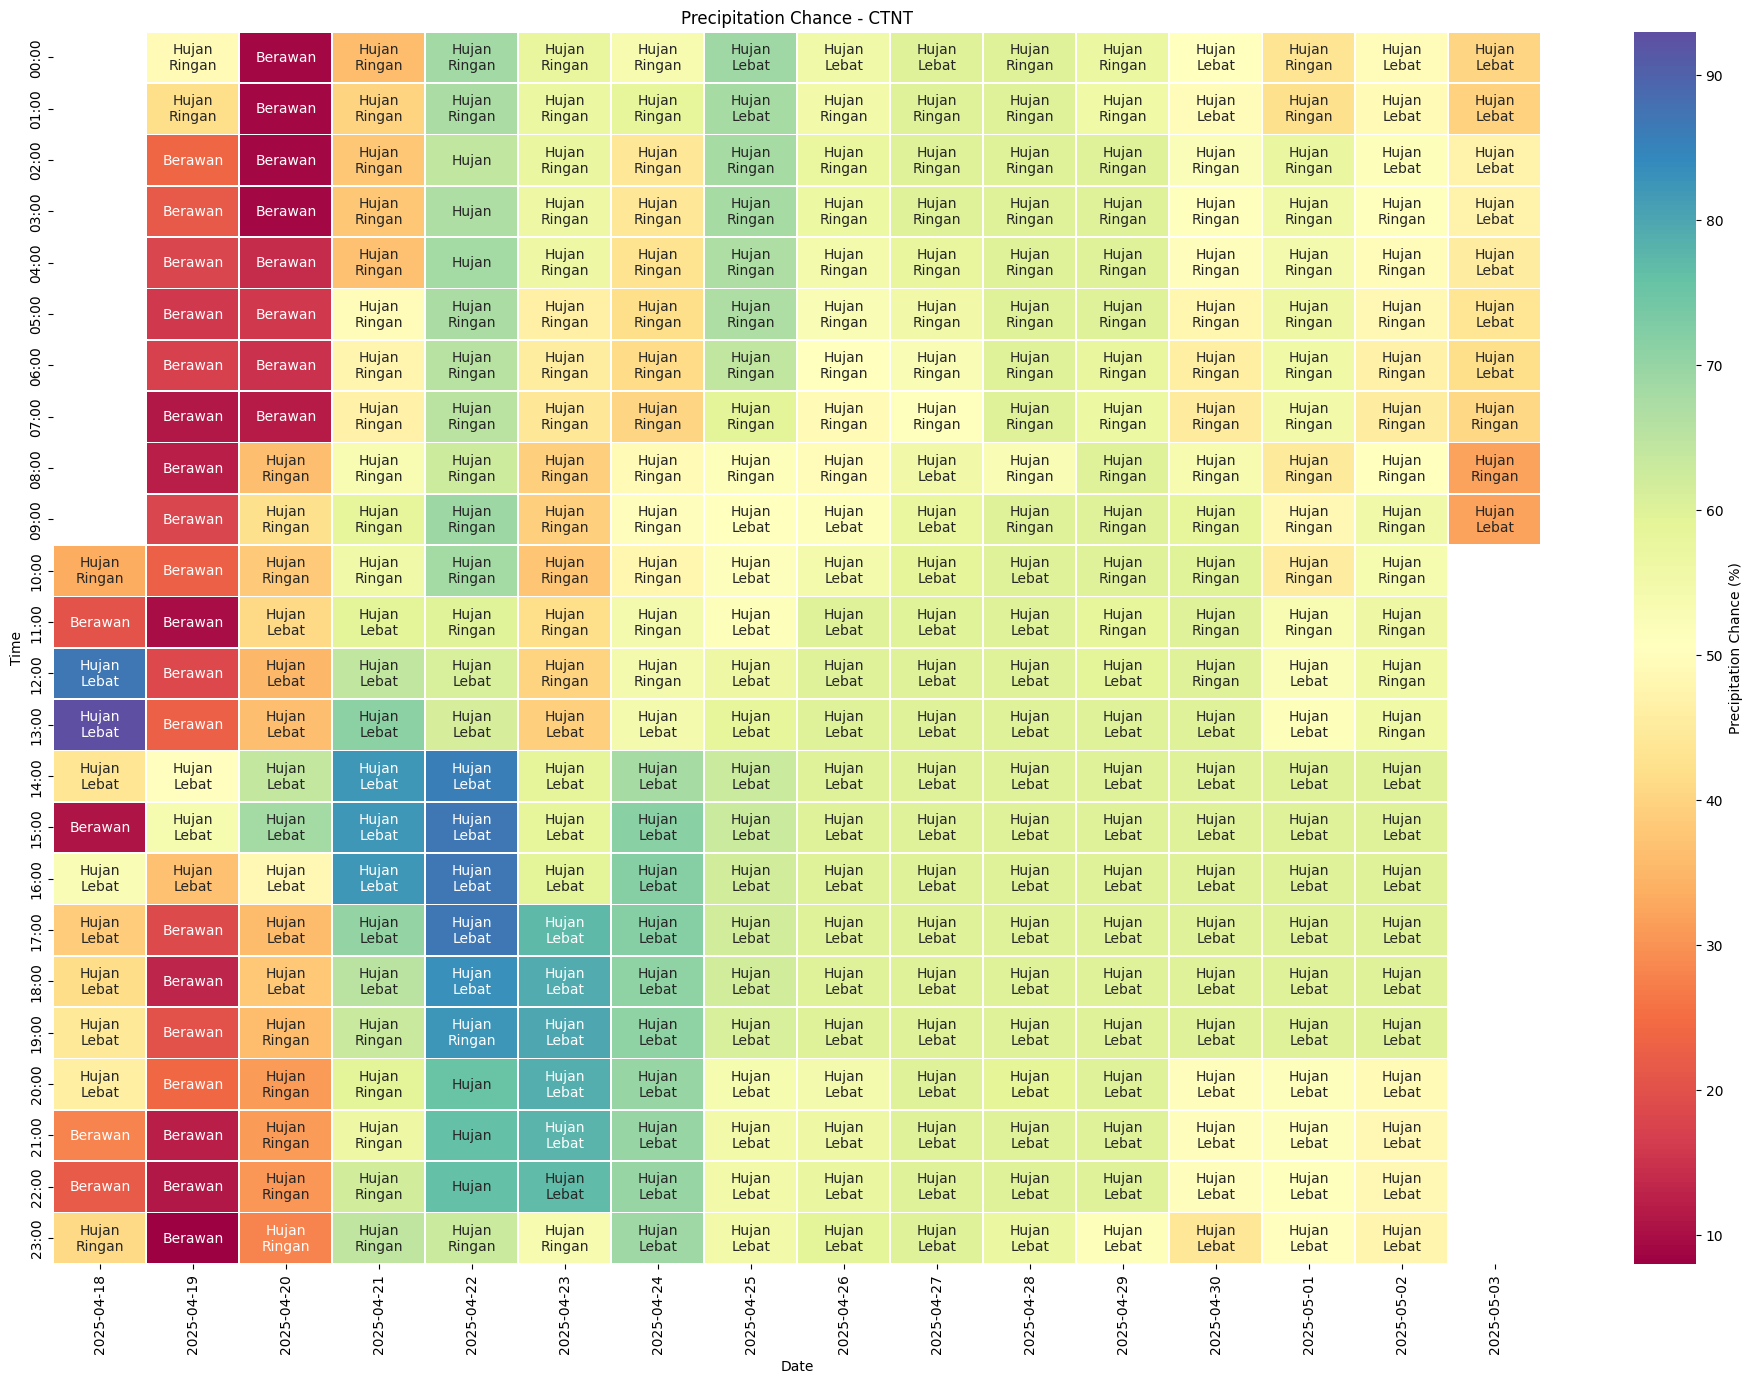 Precipitation Chance - CTNT
Time
00:00 Hujan Ringan Berawan Hujan Ringan Hujan Ringan Hujan Ringan Hujan Ringan Hujan Lebat Hujan Lebat Hujan Lebat Hujan Ringan Hujan Ringan Hujan Lebat Hujan Ringan Hujan Lebat Hujan Lebat
01:00 Hujan Ringan Berawan Hujan Ringan Hujan Ringan Hujan Ringan Hujan Ringan Hujan Lebat Hujan Ringan Hujan Ringan Hujan Ringan Hujan Ringan Hujan Lebat Hujan Ringan Hujan Lebat Hujan Lebat
02:00 Berawan Berawan Hujan Ringan Hujan Hujan Ringan Hujan Ringan Hujan Ringan Hujan Ringan Hujan Ringan Hujan Ringan Hujan Ringan Hujan Ringan Hujan Ringan Hujan Lebat Hujan Lebat
03:00 Berawan Berawan Hujan Ringan Hujan Hujan Ringan Hujan Ringan Hujan Ringan Hujan Ringan Hujan Ringan Hujan Ringan Hujan Ringan Hujan Ringan Hujan Ringan Hujan Ringan Hujan Lebat
04:00 Berawan Berawan Hujan Ringan Hujan Hujan Ringan Hujan Ringan Hujan Ringan Hujan Ringan Hujan Ringan Hujan Ringan Hujan Ringan Hujan Ringan Hujan Ringan Hujan Ringan Hujan Lebat
05:00 Berawan Berawan Hujan Ringan Hujan Ringan Hujan Ringan Hujan Ringan Hujan Ringan Hujan Ringan Hujan Ringan Hujan Ringan Hujan Ringan Hujan Ringan Hujan Ringan Hujan Ringan Hujan Lebat
06:00 Berawan Berawan Hujan Ringan Hujan Ringan Hujan Ringan Hujan Ringan Hujan Ringan Hujan Ringan Hujan Ringan Hujan Ringan Hujan Ringan Hujan Ringan Hujan Ringan Hujan Ringan Hujan Lebat
07:00 Berawan Berawan Hujan Ringan Hujan Ringan Hujan Ringan Hujan Ringan Hujan Ringan Hujan Ringan Hujan Ringan Hujan Ringan Hujan Ringan Hujan Ringan Hujan Ringan Hujan Ringan Hujan Ringan
08:00 Berawan Hujan Ringan Hujan Ringan Hujan Ringan Hujan Ringan Hujan Ringan Hujan Ringan Hujan Ringan Hujan Lebat Hujan Ringan Hujan Ringan Hujan Ringan Hujan Ringan Hujan Ringan Hujan Ringan
09:00 Berawan Hujan Ringan Hujan Ringan Hujan Ringan Hujan Ringan Hujan Ringan Hujan Lebat Hujan Lebat Hujan Lebat Hujan Ringan Hujan Ringan Hujan Ringan Hujan Ringan Hujan Ringan Hujan Lebat
10:00 Hujan Ringan Berawan Hujan Ringan Hujan Ringan Hujan Ringan Hujan Ringan Hujan Ringan Hujan Lebat Hujan Lebat Hujan Lebat Hujan Lebat Hujan Ringan Hujan Ringan Hujan Ringan Hujan Ringan
11:00 Berawan Berawan Hujan Lebat Hujan Lebat Hujan Ringan Hujan Ringan Hujan Ringan Hujan Lebat Hujan Lebat Hujan Lebat Hujan Lebat Hujan Ringan Hujan Ringan Hujan Ringan Hujan Ringan
12:00 Hujan Lebat Berawan Hujan Lebat Hujan Lebat Hujan Lebat Hujan Ringan Hujan Ringan Hujan Lebat Hujan Lebat Hujan Lebat Hujan Lebat Hujan Lebat Hujan Ringan Hujan Lebat Hujan Ringan
13:00 Hujan Lebat Berawan Hujan Lebat Hujan Lebat Hujan Lebat Hujan Lebat Hujan Lebat Hujan Lebat Hujan Lebat Hujan Lebat Hujan Lebat Hujan Lebat Hujan Lebat Hujan Lebat Hujan Ringan
14:00 Hujan Lebat Hujan Lebat Hujan Lebat Hujan Lebat Hujan Lebat Hujan Lebat Hujan Lebat Hujan Lebat Hujan Lebat Hujan Lebat Hujan Lebat Hujan Lebat Hujan Lebat Hujan Lebat Hujan Lebat
15:00 Berawan Hujan Lebat Hujan Lebat Hujan Lebat Hujan Lebat Hujan Lebat Hujan Lebat Hujan Lebat Hujan Lebat Hujan Lebat Hujan Lebat Hujan Lebat Hujan Lebat Hujan Lebat Hujan Lebat
16:00 Hujan Lebat Hujan Lebat Hujan Lebat Hujan Lebat Hujan Lebat Hujan Lebat Hujan Lebat Hujan Lebat Hujan Lebat Hujan Lebat Hujan Lebat Hujan Lebat Hujan Lebat Hujan Lebat Hujan Lebat
17:00 Hujan Lebat Berawan Hujan Lebat Hujan Lebat Hujan Lebat Hujan Lebat Hujan Lebat Hujan Lebat Hujan Lebat Hujan Lebat Hujan Lebat Hujan Lebat Hujan Lebat Hujan Lebat Hujan Lebat
18:00 Hujan Lebat Berawan Hujan Lebat Hujan Lebat Hujan Lebat Hujan Lebat Hujan Lebat Hujan Lebat Hujan Lebat Hujan Lebat Hujan Lebat Hujan Lebat Hujan Lebat Hujan Lebat Hujan Lebat
19:00 Hujan Lebat Berawan Hujan Ringan Hujan Ringan Hujan Ringan Hujan Lebat Hujan Lebat Hujan Lebat Hujan Lebat Hujan Lebat Hujan Lebat Hujan Lebat Hujan Lebat Hujan Lebat Hujan Lebat
20:00 Hujan Lebat Berawan Hujan Ringan Hujan Ringan Hujan Hujan Lebat Hujan Lebat Hujan Lebat Hujan Lebat Hujan Lebat Hujan Lebat Hujan Lebat Hujan Lebat Hujan Lebat Hujan Lebat
21:00 Berawan Berawan Hujan Ringan Hujan Ringan Hujan Hujan Lebat Hujan Lebat Hujan Lebat Hujan Lebat Hujan Lebat Hujan Lebat Hujan Lebat Hujan Lebat Hujan Lebat Hujan Lebat
22:00 Berawan Berawan Hujan Ringan Hujan Ringan Hujan Hujan Lebat Hujan Lebat Hujan Lebat Hujan Lebat Hujan Lebat Hujan Lebat Hujan Lebat Hujan Lebat Hujan Lebat Hujan Lebat
23:00 Hujan Ringan Berawan Hujan Ringan Hujan Ringan Hujan Ringan Hujan Ringan Hujan Lebat Hujan Lebat Hujan Lebat Hujan Lebat Hujan Lebat Hujan Lebat Hujan Lebat Hujan Lebat Hujan Lebat
2025-04-18 2025-04-19 2025-04-20 2025-04-21 2025-04-22 2025-04-23 2025-04-24 2025-04-25 2025-04-26 2025-04-27 2025-04-28 2025-04-29 2025-04-30 2025-05-01 2025-05-02 2025-05-03
Date
90
80
70
60
50
40
30
20
10
Precipitation Chance (%)